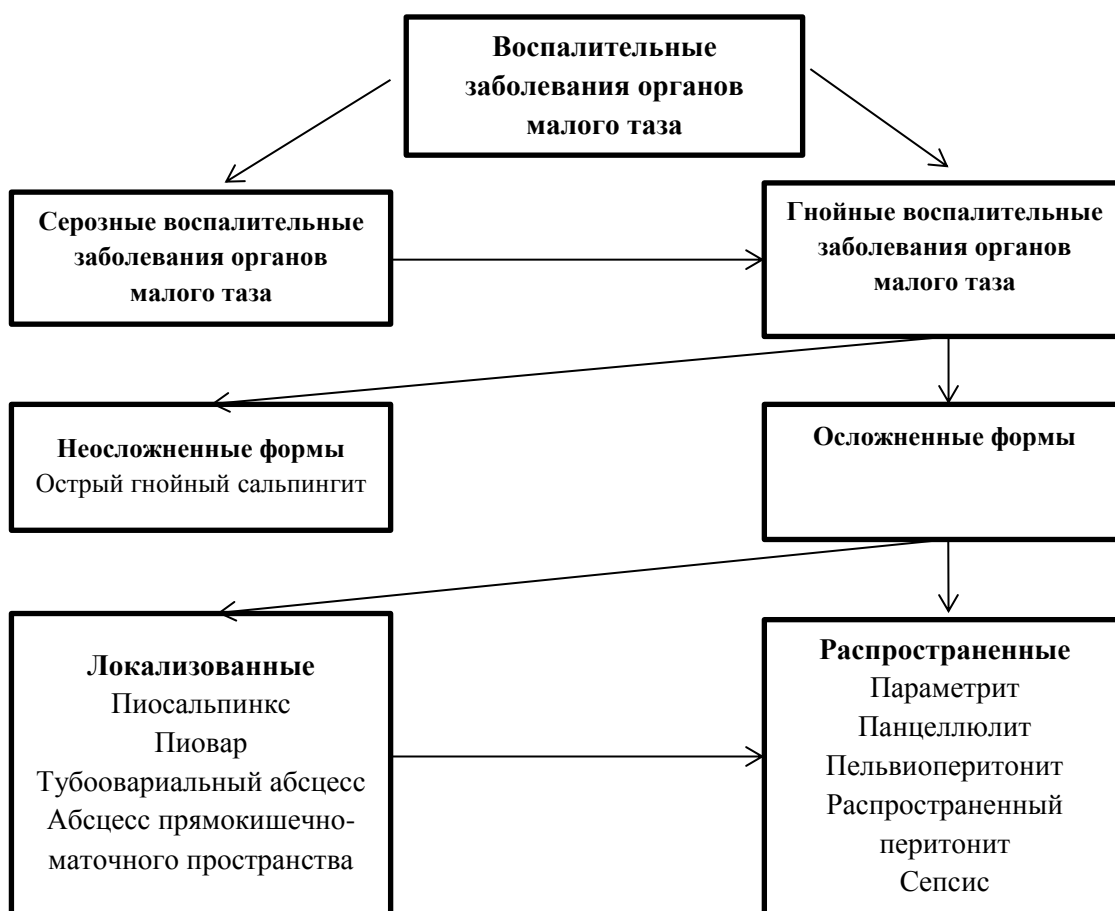 Воспалительные
заболевания органов
малого таза
Серозные воспалительные
заболевания органов
малого таза
Гнойные воспалительные
заболевания органов
малого таза
Неосложненные формы
Острый гнойный сальпингит
Осложненные формы
Локализованные
Пиосальпинкс
Пиовар
Тубоовариальный абсцесс
Абсцесс прямокишечно-
маточного пространства
Распространенные
Параметрит
Панцеллюлит
Пельвиоперитонит
Распространенный
перитонит
Сепсис